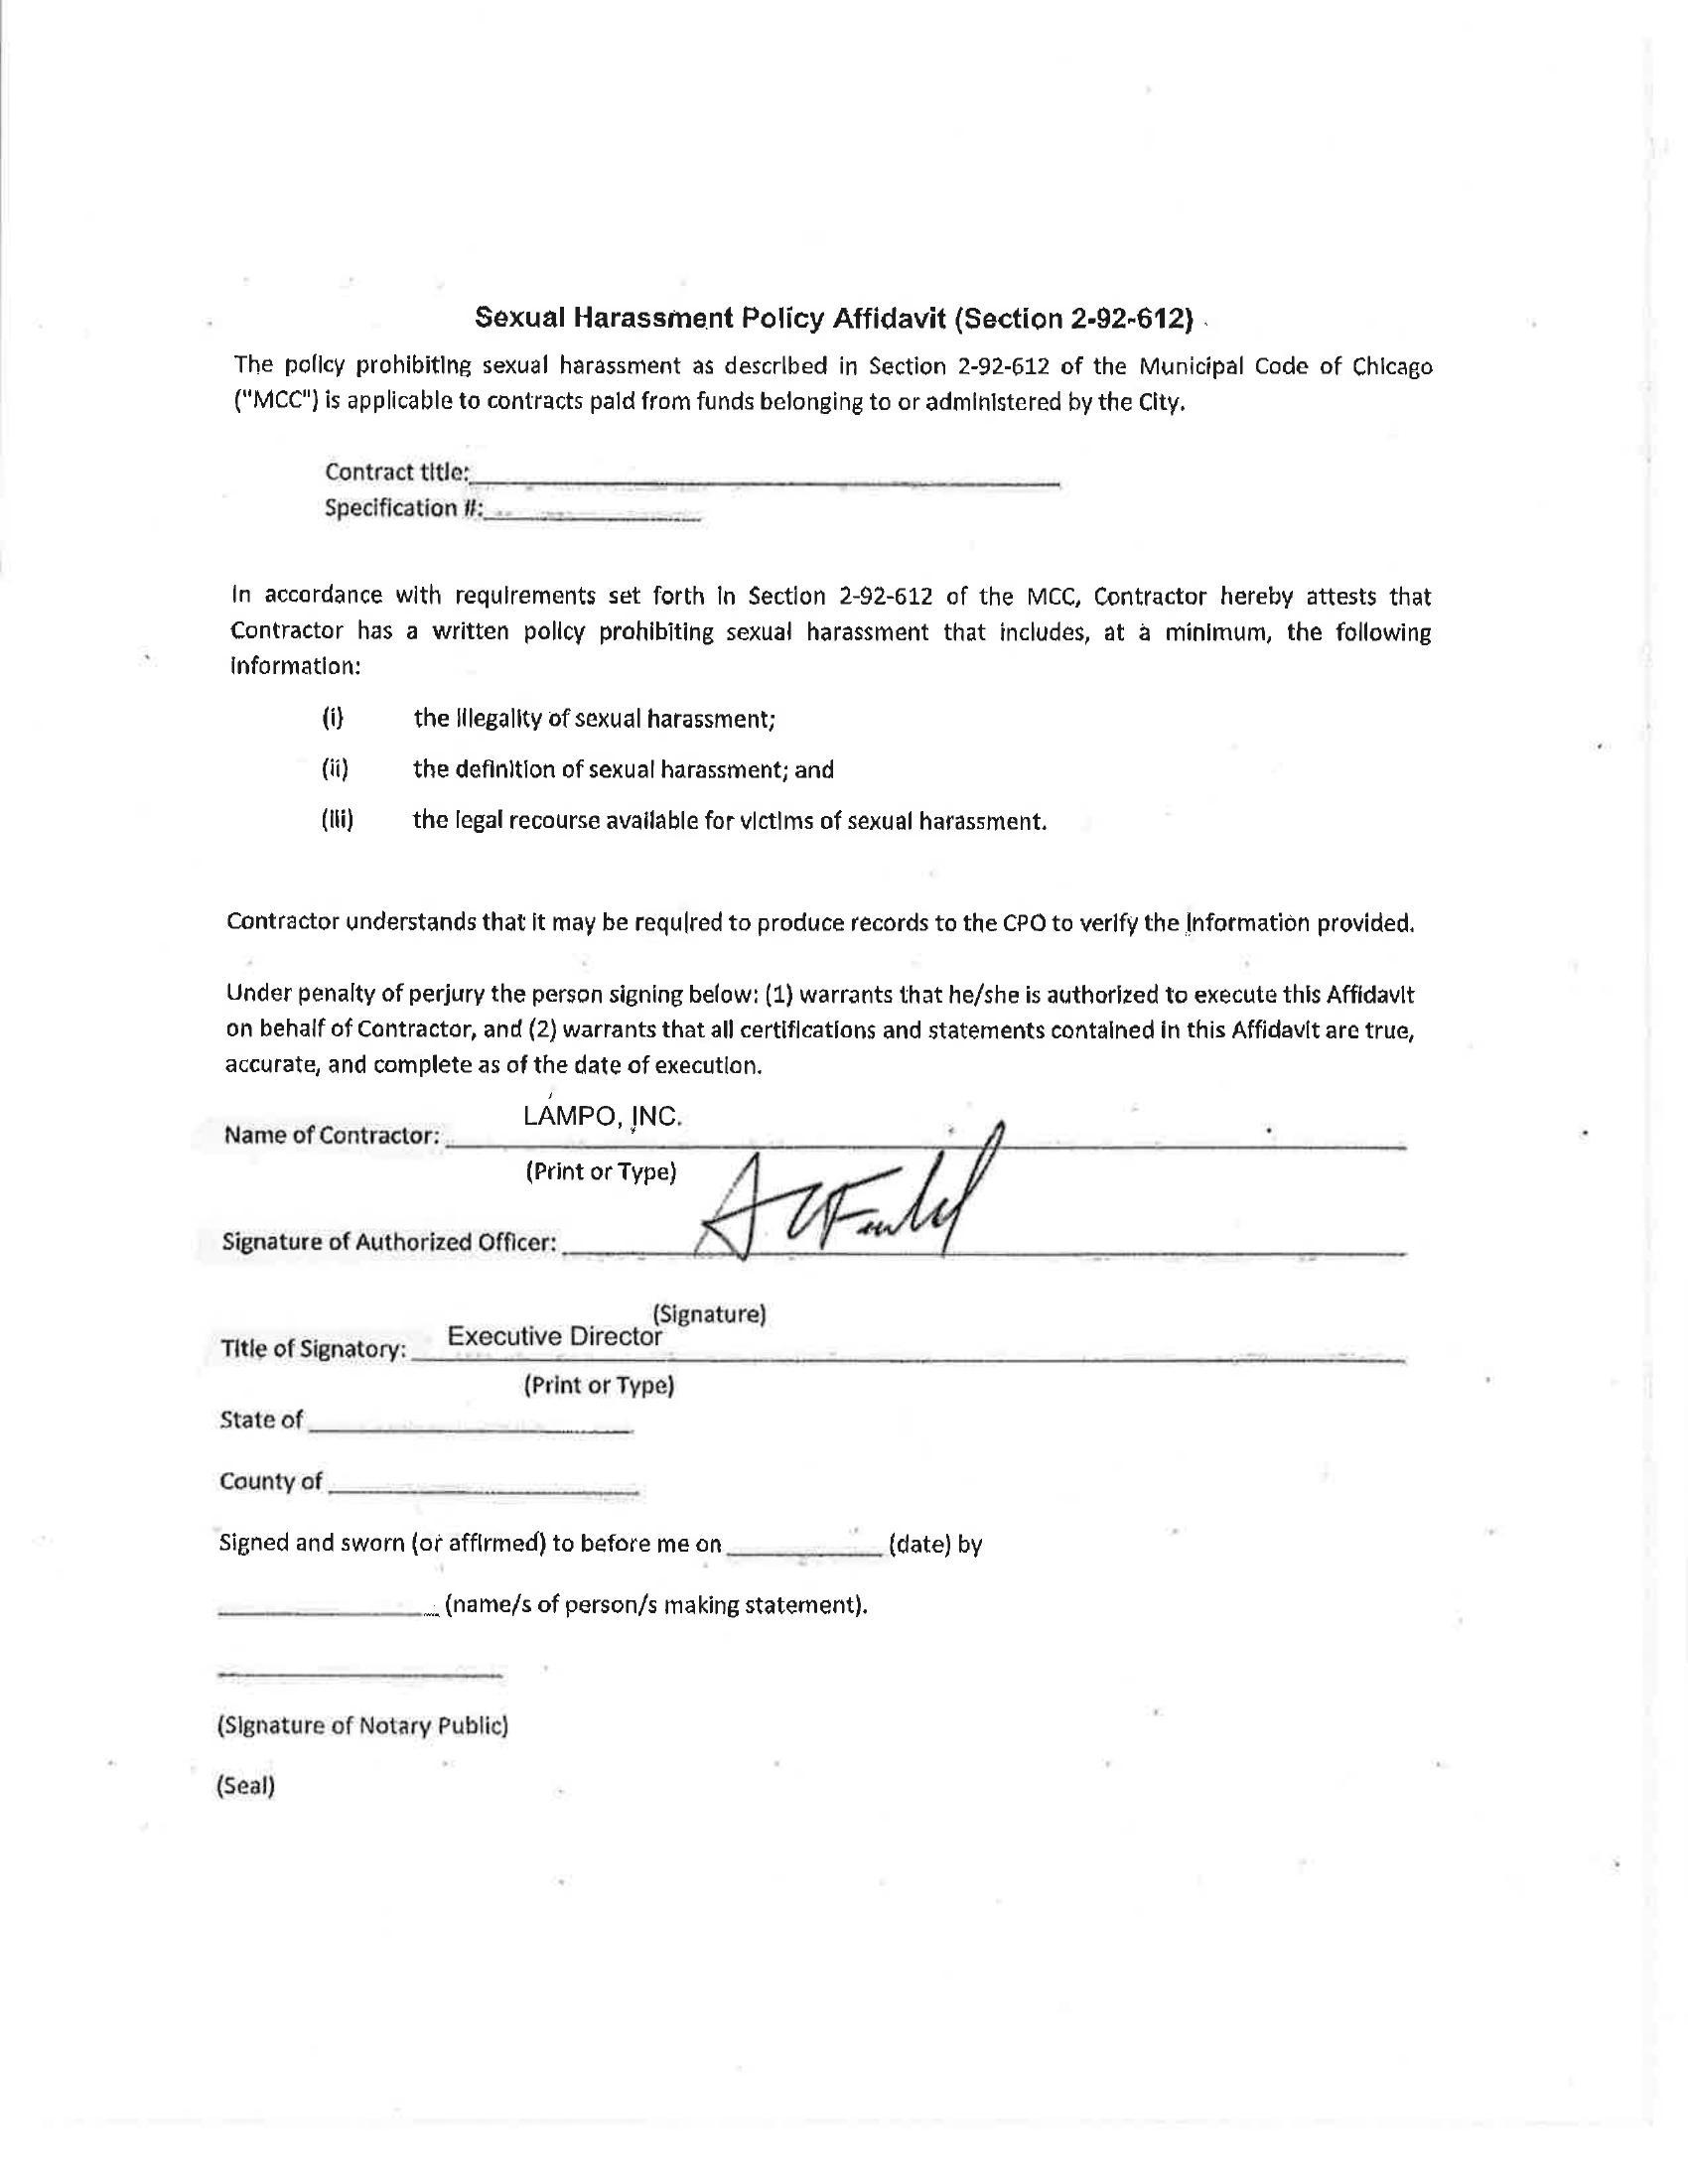 Sexual Harassment Policy Affidavit (Section 2-92-612)
The policy prohibiting sexual harassment as described in Section 2-92-612 of the Municipal Code of Chicago
("MCC") is applicable to contracts paid from funds belonging to or administered by the City.
Contract title:
Specification #:
In accordance with requirements set forth in Section 2-92-612 of the MCC, Contractor hereby attests that
Contractor has a written policy prohibiting sexual harassment that includes, at a minimum, the following
information:
(i) the illegality of sexual harassment;
(ii) the definition of sexual harassment; and
(iii) the legal recourse available for victims of sexual harassment.
Contractor understands that it may be required to produce records to the CPO to verify the information provided.
Under penalty of perjury the person signing below: (1) warrants that he/she is authorized to execute this Affidavit
on behalf of Contractor, and (2) warrants that all certifications and statements contained in this Affidavit are true,
accurate, and complete as of the date of execution.
Name of Contractor: LAMPO, INC.
(Print or Type)
Signature of Authorized Officer:
(Signature)
Title of Signatory: Executive Director
(Print or Type)
State of
County of
Signed and sworn (or affirmed) to before me on (date) by
(name/s of person/s making statement).
(Signature of Notary Public)
(Seal)